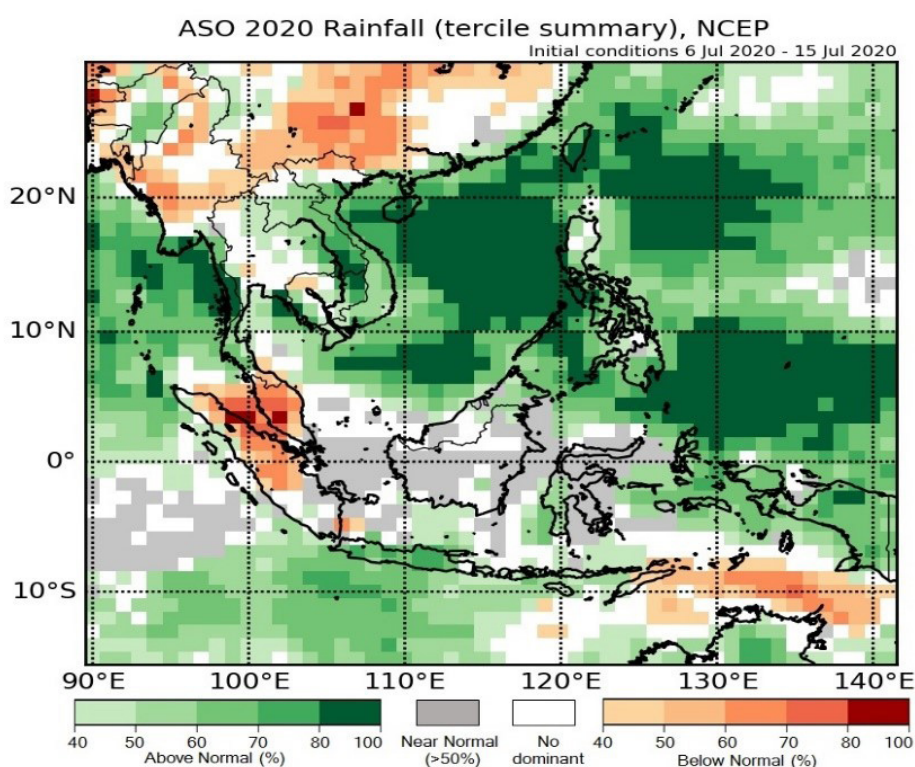 ASO 2020 Rainfall (tercile summary), NCEP
Initial conditions 6 Jul 2020 - 15 Jul 2020
20°N
10°N
0°
10°S
90°E 100°E 110°E 120°E 130°E 140°E
40 50 60 70 80 100
Above Normal (%)
Near Normal
(>50%)
No
dominant
40 50 60 70 80 100
Below Normal (%)